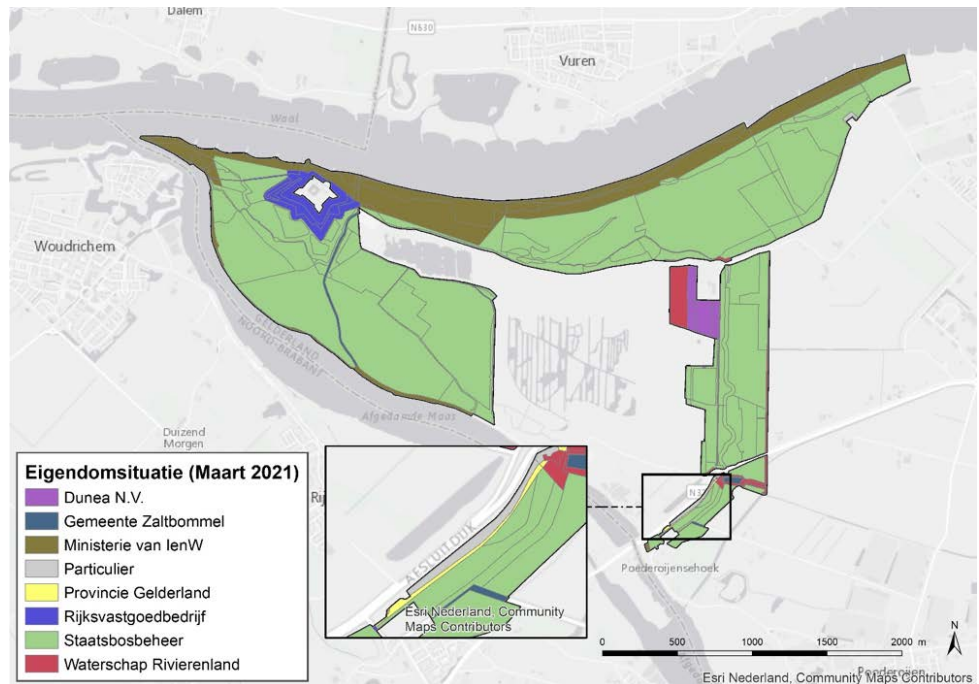 Dalem
N630
Vuren
Waal
Woudrichem
GELDERLAND
NOORD-BRABANT
Afgedamde Maas
Duizend
Morgen
Eigendomsituatie (Maart 2021)
Dunea N.V.
Gemeente Zaltbommel
Ministerie van IenW
Particulier
Provincie Gelderland
Rijksvastgoedbedrijf
Staatsbosbeheer
Waterschap Rivierenland
AFSLUITDIJK
Esri Nederland, Community
Maps Contributors
Poederoijensehoek
N
0 500 1000 1500 2000 m
Poederoijen
Esri Nederland, Community Maps Contributors